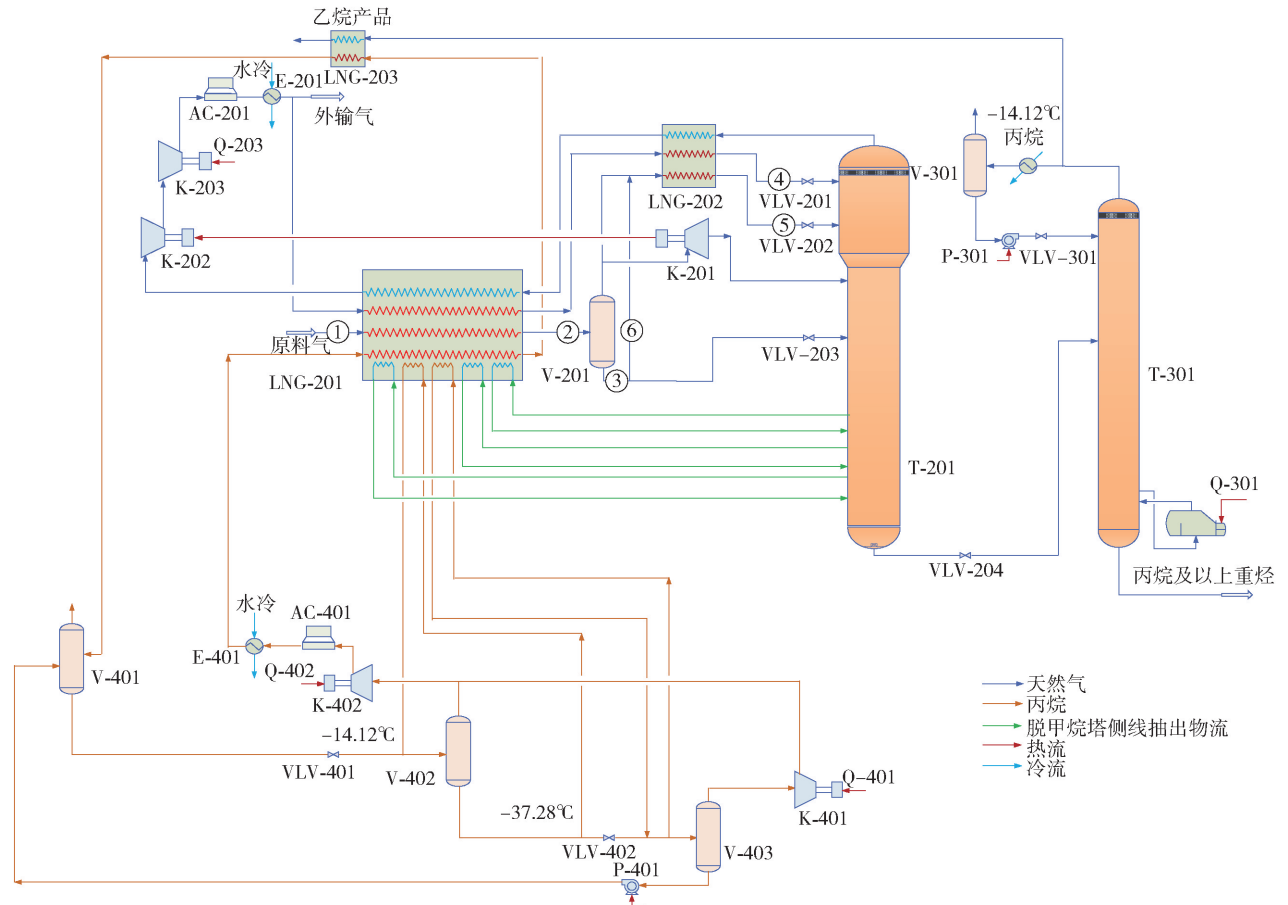 乙烷产品
LNG-203
水冷
E-201
AC-201
外输气
Q-203
K-203
K-202
LNG-202
④
VLV-201
⑤
VLV-202
K-201
V-301
-14.12℃
丙烷
P-301
VLV-301
①
原料气
LNG-201
②
V-201
③
⑥
VLV-203
T-201
T-301
Q-301
VLV-204
丙烷及以上重烃
水冷
AC-401
E-401
Q-402
K-402
V-401
-14.12℃
VLV-401
V-402
-37.28℃
VLV-402
P-401
V-403
Q-401
K-401
天然气
丙烷
脱甲烷塔侧线抽出物流
热流
冷流